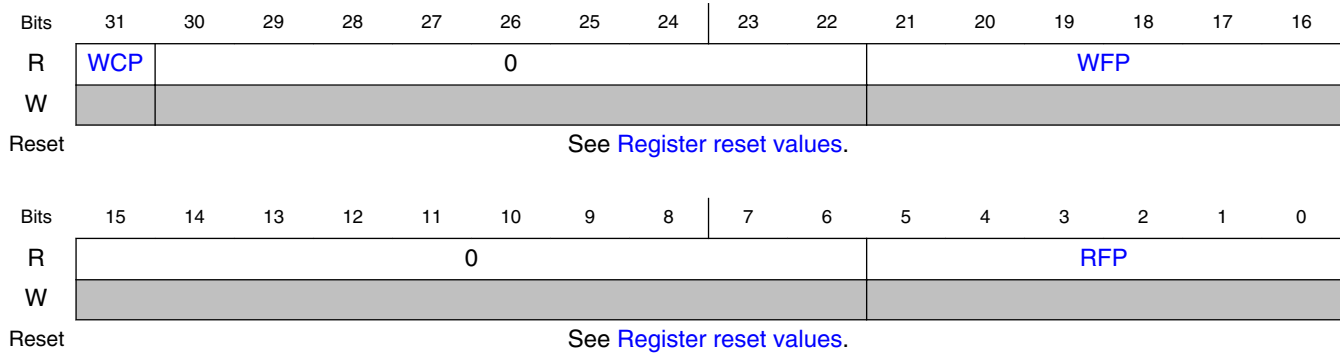 Bits 31 30 29 28 27 26 25 24 23 22 21 20 19 18 17 16
R WCP 0 WFP
W
Reset See Register reset values.
Bits 15 14 13 12 11 10 9 8 7 6 5 4 3 2 1 0
R 0 RFP
W
Reset See Register reset values.